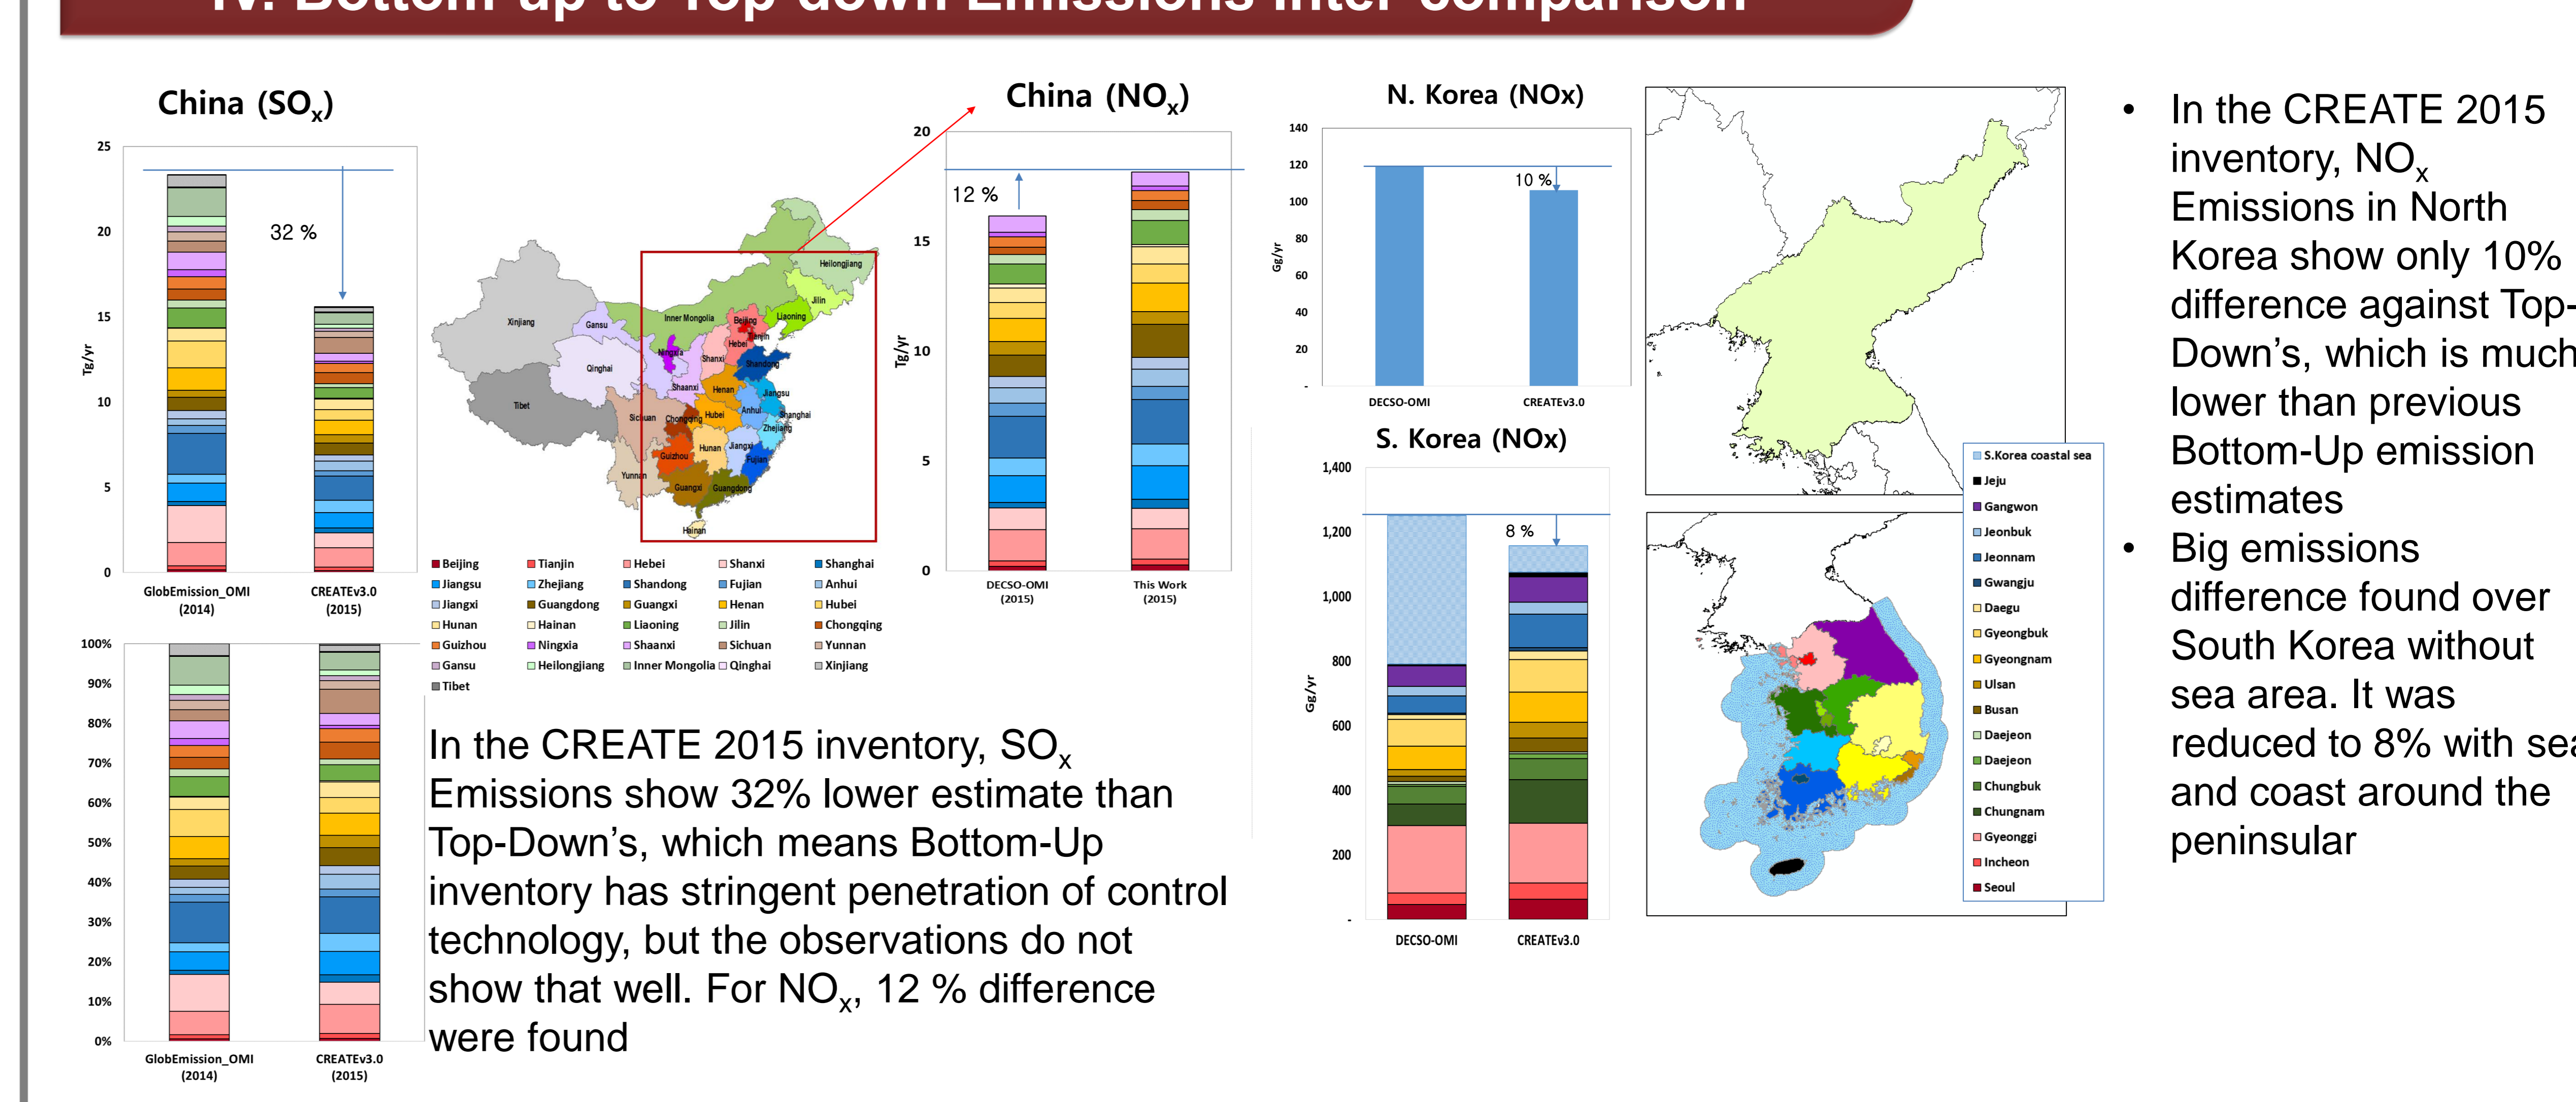 IV. Bottom-up to Top-down Emissions Inter-comparison
China (SOx)
25
20
15
10
5
0
Tg/yr
32 %
GlobEmission_OMI
(2014)
CREATEv3.0
(2015)
100%
90%
80%
70%
60%
50%
40%
30%
20%
10%
0%
GlobEmission_OMI
(2014)
CREATEv3.0
(2015)
Heilongjiang
Jilin
Liaoning
Inner Mongolia
Beijing
Tianjin
Hebei
Xinjiang
Gansu
Ningxia
Shanxi
Shandong
Qinghai
Shaanxi
Henan
Jiangsu
Tibet
Sichuan
Chongqing
Hubei
Anhui
Shanghai
Zhejiang
Hunan
Jiangxi
Guizhou
Fujian
Yunnan
Guangxi
Guangdong
Hainan
Beijing Tianjin Hebei Shanxi Shanghai
Jiangsu Zhejiang Shandong Fujian Anhui
Jiangxi Guangdong Guangxi Henan Hubei
Hunan Hainan Liaoning Jilin Chongqing
Guizhou Ningxia Shaanxi Sichuan Yunnan
Gansu Heilongjiang Inner Mongolia Qinghai Xinjiang
Tibet
China (NOx)
20
15
10
5
0
Tg/yr
12 %
DECSO-OMI
(2015)
This Work
(2015)
In the CREATE 2015 inventory, SOx
Emissions show 32% lower estimate than
Top-Down's, which means Bottom-Up
inventory has stringent penetration of control
technology, but the observations do not
show that well. For NOx, 12 % difference
were found
N. Korea (NOx)
140
120
100
80
60
40
20
-
Gg/yr
10 %
DECSO-OMI
CREATEv3.0
S. Korea (NOx)
1,400
1,200
1,000
800
600
400
200
-
Gg/yr
8 %
DECSO-OMI
CREATEv3.0
S.Korea coastal sea
Jeju
Gangwon
Jeonbuk
Jeonnam
Gwangju
Daegu
Gyeongbuk
Gyeongnam
Ulsan
Busan
Daejeon
Daejeon
Chungbuk
Chungnam
Gyeonggi
Incheon
Seoul
• In the CREATE 2015
inventory, NOx
Emissions in North
Korea show only 10%
difference against Top-
Down's, which is much
lower than previous
Bottom-Up emission
estimates
• Big emissions
difference found over
South Korea without
sea area. It was
reduced to 8% with sea
and coast around the
peninsular